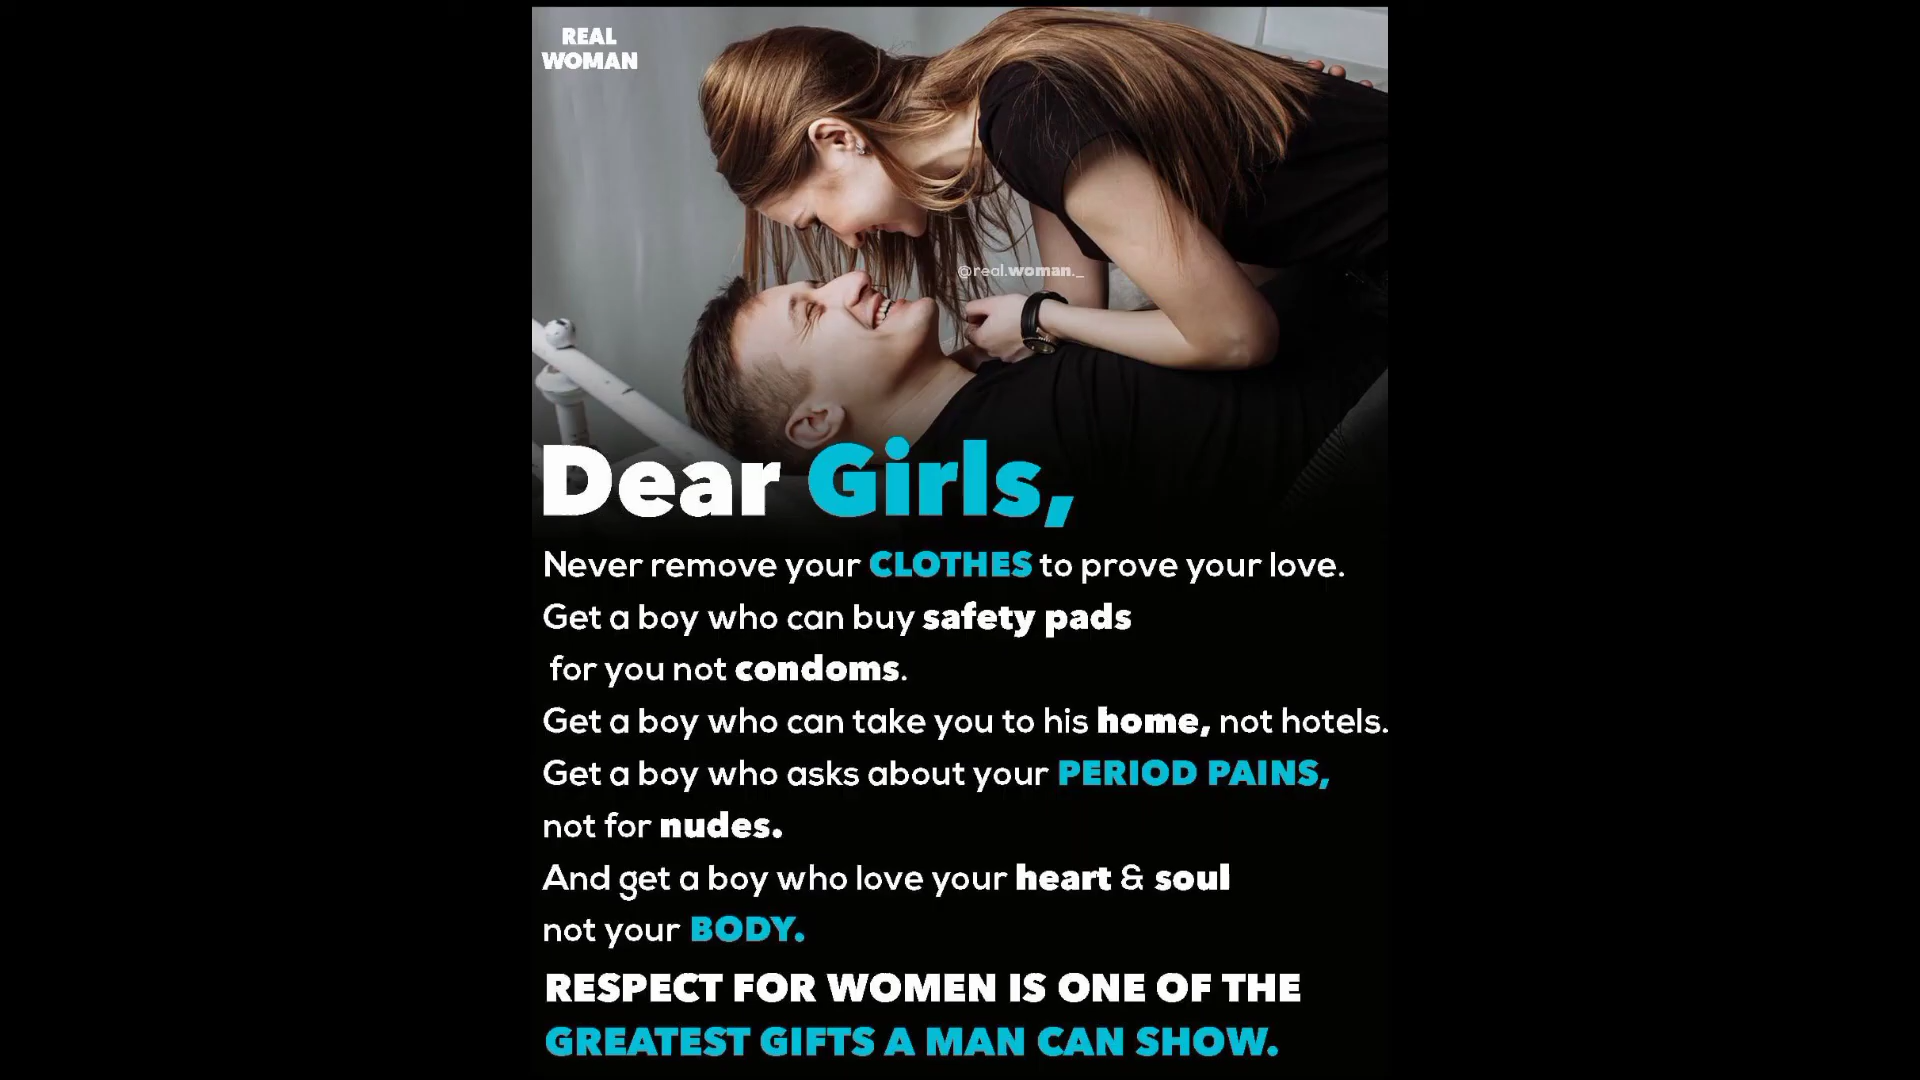 REAL
WOMAN
@real.woman._
Dear Girls,
Never remove your CLOTHES to prove your love.
Get a boy who can buy safety pads
for you not condoms.
Get a boy who can take you to his home, not hotels.
Get a boy who asks about your PERIOD PAINS,
not for nudes.
And get a boy who love your heart & soul
not your BODY.
RESPECT FOR WOMEN IS ONE OF THE
GREATEST GIFTS A MAN CAN SHOW.